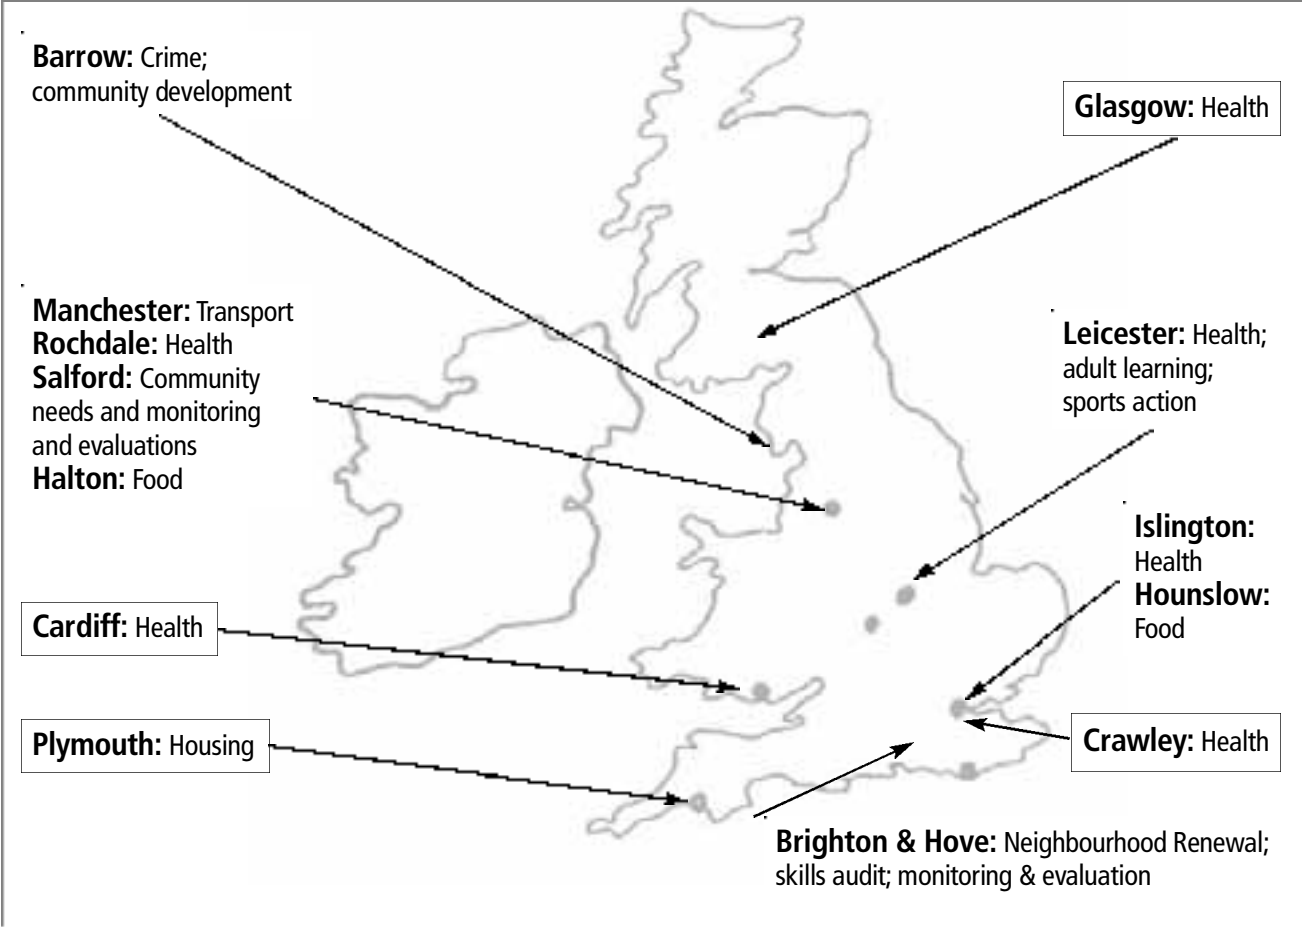 Barrow: Crime;
community development
Glasgow: Health
Manchester: Transport
Rochdale: Health
Salford: Community
needs and monitoring
and evaluations
Halton: Food
Leicester: Health;
adult learning;
sports action
Islington:
Health
Hounslow:
Food
Cardiff: Health
Plymouth: Housing
Crawley: Health
Brighton & Hove: Neighbourhood Renewal;
skills audit; monitoring & evaluation